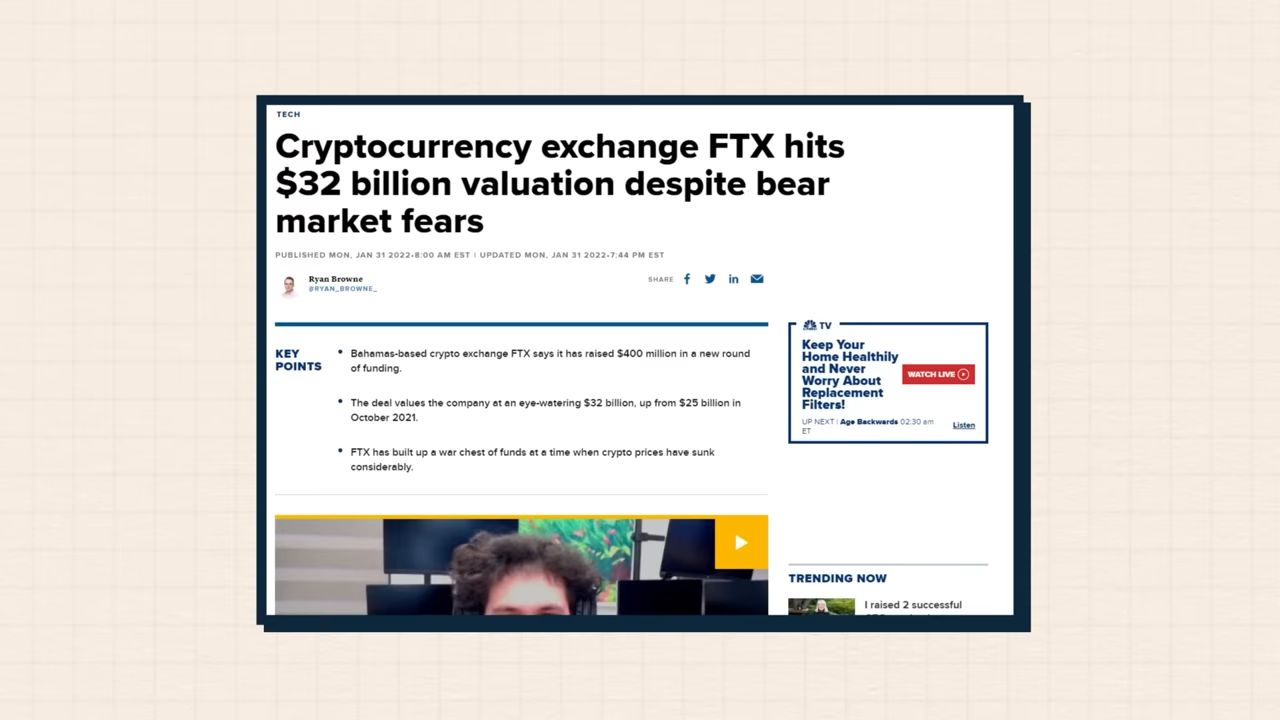 TECH
Cryptocurrency exchange FTX hits
$32 billion valuation despite bear
market fears
PUBLISHED MON, JAN 31 2022•8:00 AM EST | UPDATED MON, JAN 31 2022•7:44 PM EST
Ryan Browne
@RYAN_BROWNE_
SHARE
KEY
POINTS
• Bahamas-based crypto exchange FTX says it has raised $400 million in a new round
of funding.
• The deal values the company at an eye-watering $32 billion, up from $25 billion in
October 2021.
• FTX has built up a war chest of funds at a time when crypto prices have sunk
considerably.
TV
Keep Your
Home Healthily
and Never
Worry About
Replacement
Filters!
WATCH LIVE
UP NEXT | Age Backwards 02:30 am
ET
Listen
TRENDING NOW
I raised 2 successful